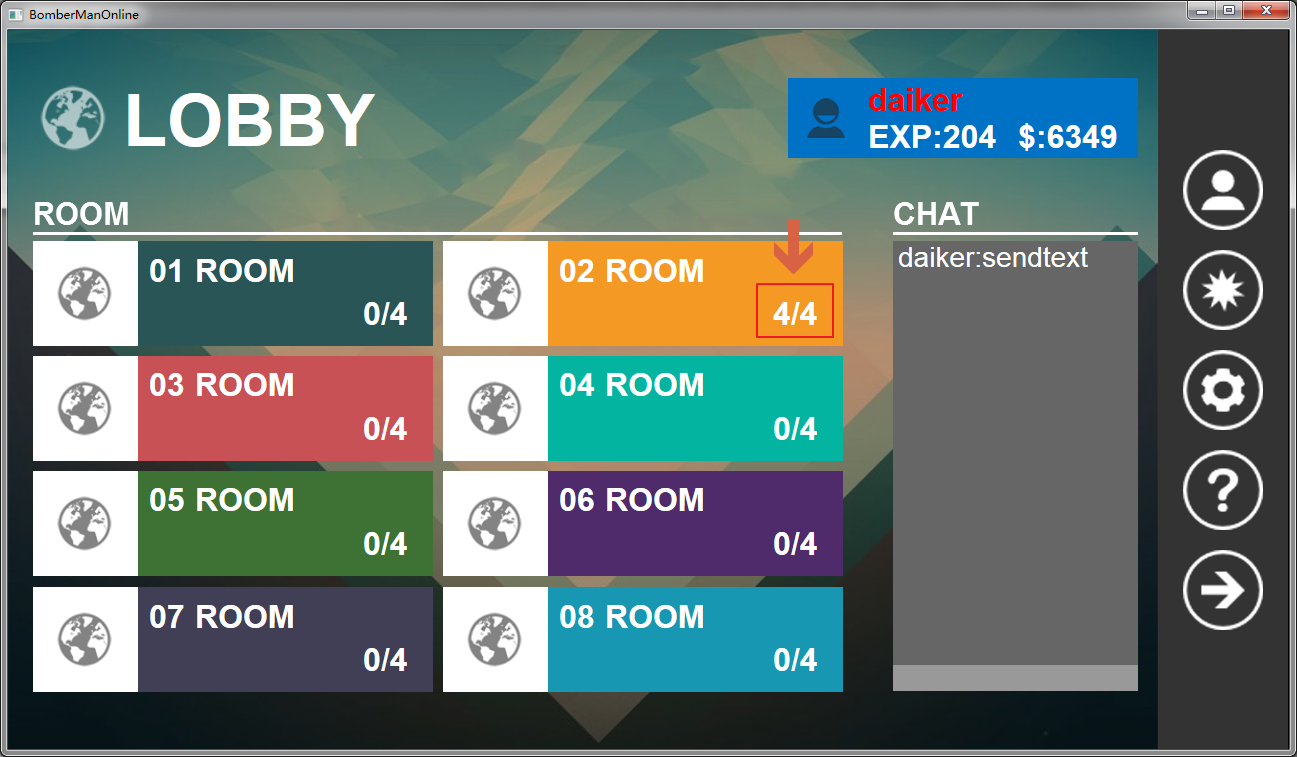 BomberManOnline
LOBBY
daiker
EXP:204 $:6349
ROOM
01 ROOM
0/4
02 ROOM
4/4
03 ROOM
0/4
04 ROOM
0/4
05 ROOM
0/4
06 ROOM
0/4
07 ROOM
0/4
08 ROOM
0/4
CHAT
daiker:sendtext
?